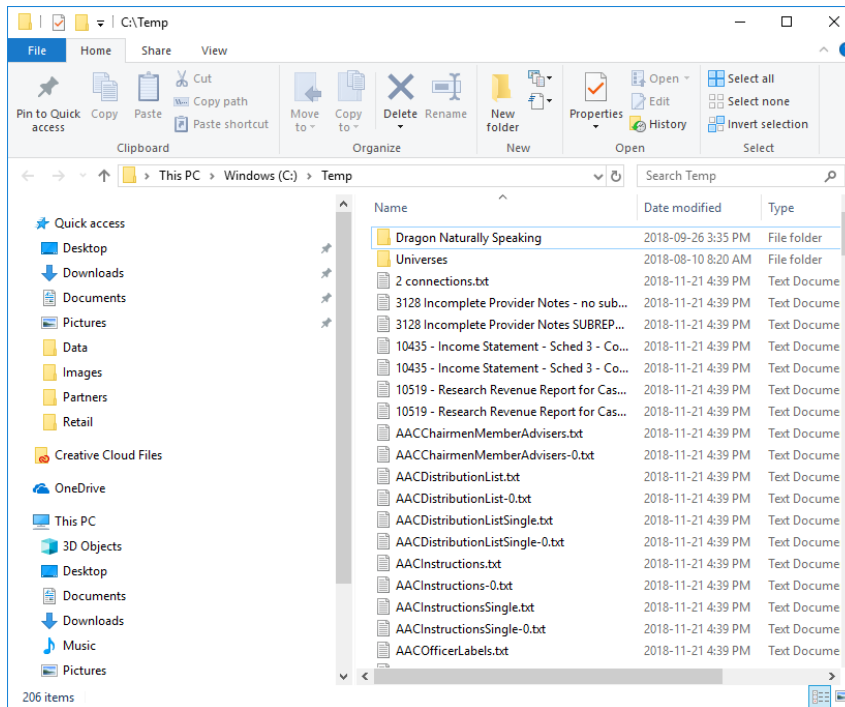 C:\Temp
File Home Share View
Pin to Quick access
Copy
Paste
Cut
Copy path
Paste shortcut
Move to
Copy to
Delete
Rename
New folder
Properties
Open
Edit
History
Select all
Select none
Invert selection
Clipboard Organize New Open Select
This PC > Windows (C:) > Temp
Search Temp
Quick access
Desktop
Downloads
Documents
Pictures
Data
Images
Partners
Retail
Creative Cloud Files
OneDrive
This PC
3D Objects
Desktop
Documents
Downloads
Music
Pictures
Name Date modified Type
Dragon Naturally Speaking 2018-09-26 3:35 PM File folder
Universes 2018-08-10 8:20 AM File folder
2 connections.txt 2018-11-21 4:39 PM Text Docume
3128 Incomplete Provider Notes - no sub... 2018-11-21 4:39 PM Text Docume
3128 Incomplete Provider Notes SUBREP... 2018-11-21 4:39 PM Text Docume
10435 - Income Statement - Sched 3 - Co... 2018-11-21 4:39 PM Text Docume
10435 - Income Statement - Sched 3 - Co... 2018-11-21 4:39 PM Text Docume
10519 - Research Revenue Report for Cas... 2018-11-21 4:39 PM Text Docume
10519 - Research Revenue Report for Cas... 2018-11-21 4:39 PM Text Docume
AACChairmenMemberAdvisers.txt 2018-11-21 4:39 PM Text Docume
AACChairmenMemberAdvisers-0.txt 2018-11-21 4:39 PM Text Docume
AACDistributionList.txt 2018-11-21 4:39 PM Text Docume
AACDistributionList-0.txt 2018-11-21 4:39 PM Text Docume
AACDistributionListSingle.txt 2018-11-21 4:39 PM Text Docume
AACDistributionListSingle-0.txt 2018-11-21 4:39 PM Text Docume
AACInstructions.txt 2018-11-21 4:39 PM Text Docume
AACInstructions-0.txt 2018-11-21 4:39 PM Text Docume
AACInstructionsSingle.txt 2018-11-21 4:39 PM Text Docume
AACInstructionsSingle-0.txt 2018-11-21 4:39 PM Text Docume
AACOfficerLabels.txt 2018-11-21 4:39 PM Text Docume
206 items